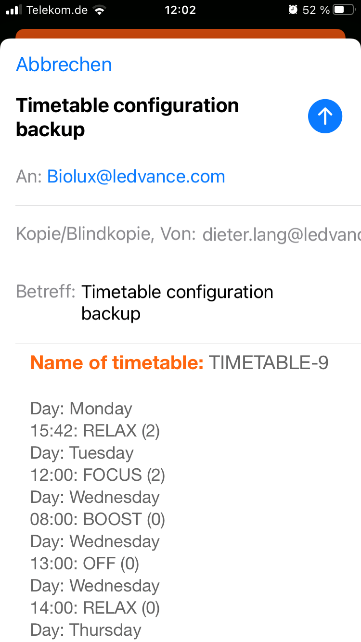 Telekom.de 12:02 52 %
Abbrechen
Timetable configuration
backup
An: Biolux@ledvance.com
Kopie/Blindkopie, Von: dieter.lang@ledvanc
Betreff: Timetable configuration
backup
Name of timetable: TIMETABLE-9
Day: Monday
15:42: RELAX (2)
Day: Tuesday
12:00: FOCUS (2)
Day: Wednesday
08:00: BOOST (0)
Day: Wednesday
13:00: OFF (0)
Day: Wednesday
14:00: RELAX (0)
Day: Thursday